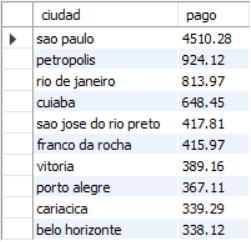 ciudad pago
sao paulo 4510.28
petropolis 924.12
rio de janeiro 813.97
cuiaba 648.45
sao jose do rio preto 417.81
franco da rocha 415.97
vitoria 389.16
porto alegre 367.11
cariacica 339.29
belo horizonte 338.12